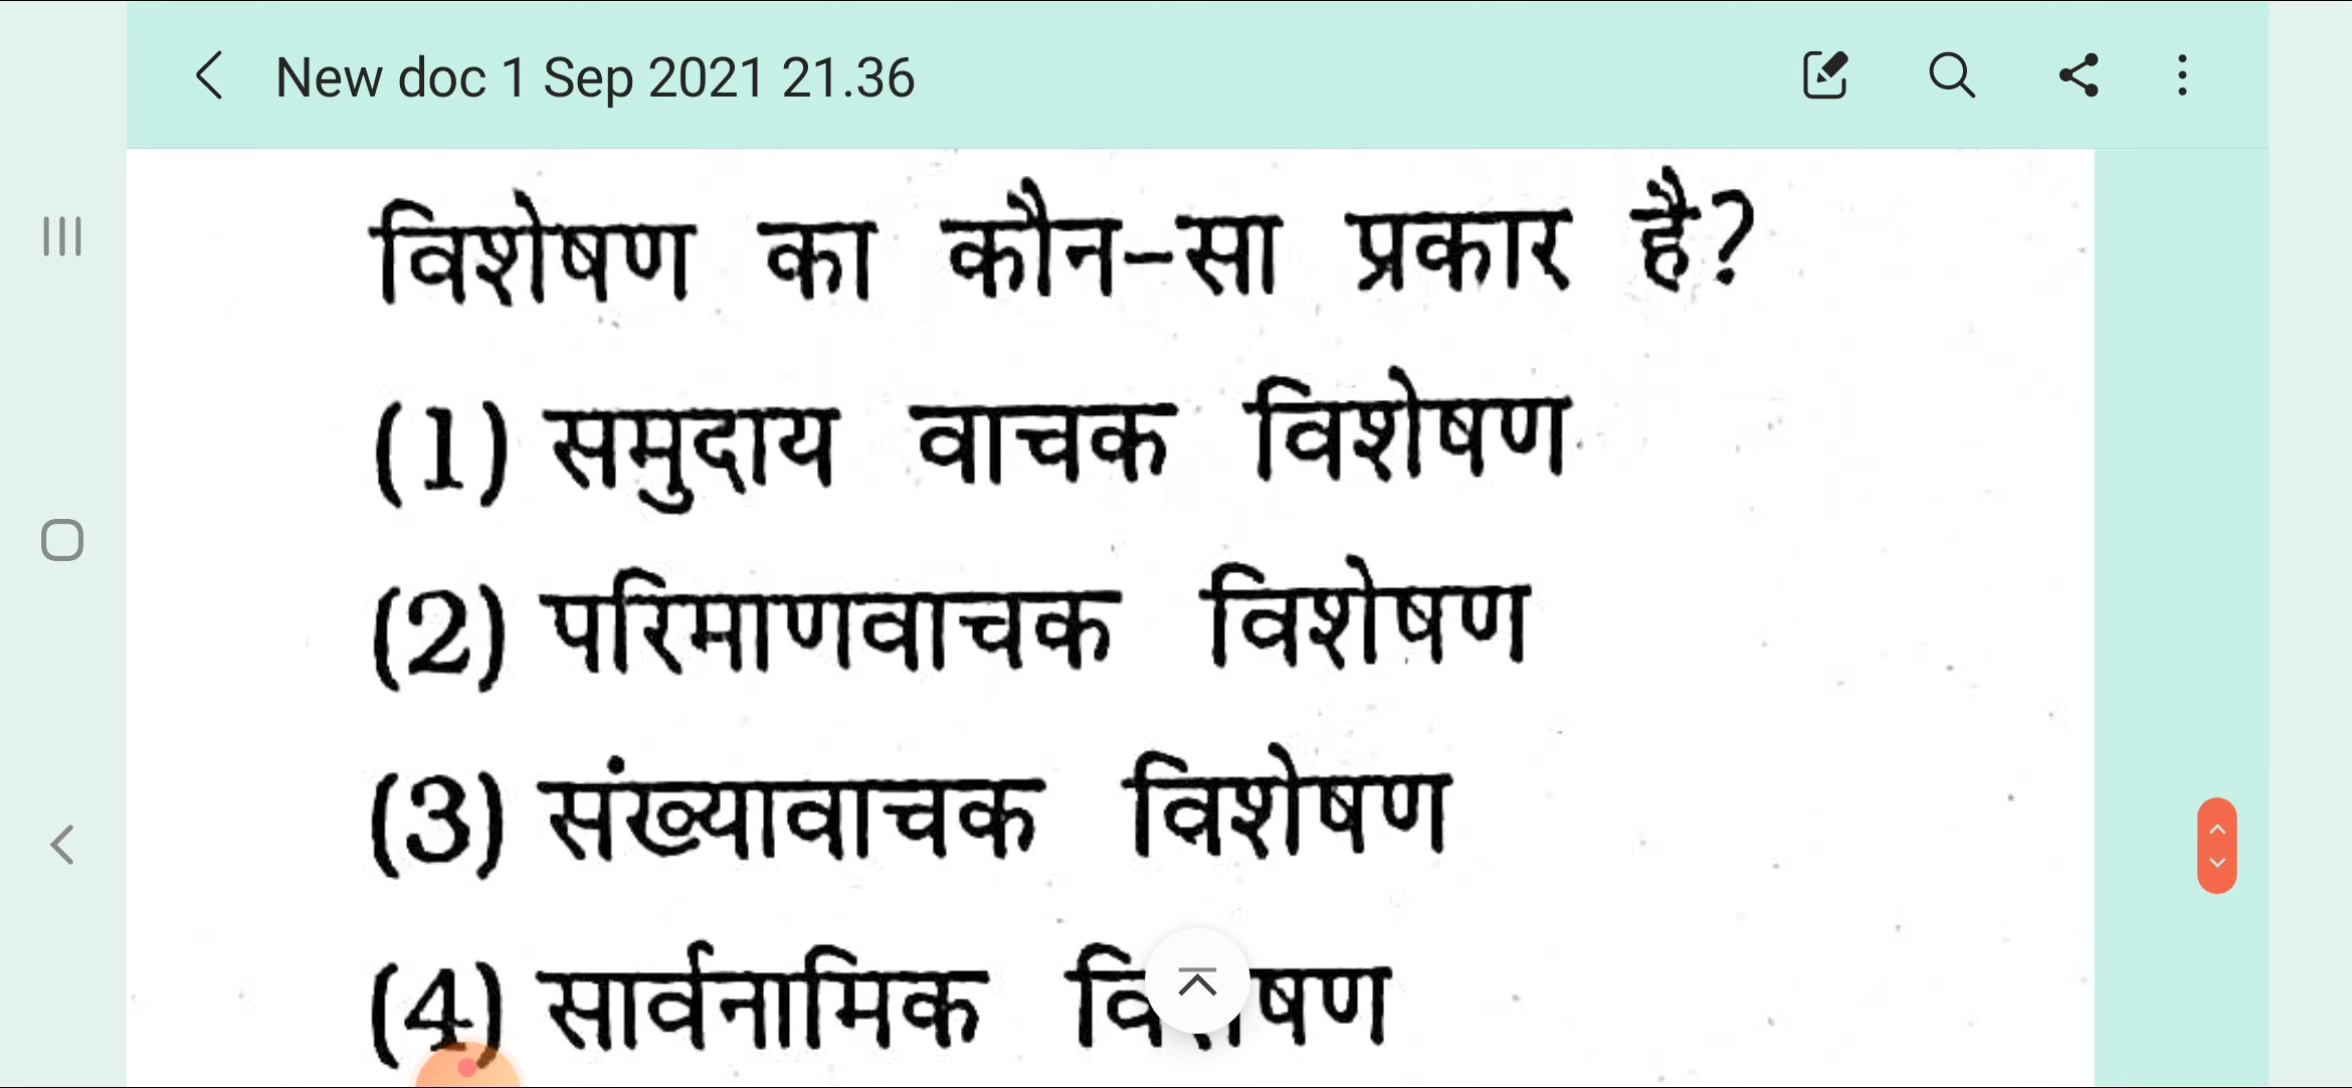 New doc 1 Sep 2021 21.36
विशेषण का कौन-सा प्रकार है?
(1) समुदाय वाचक विशेषण
(2) परिमाणवाचक विशेषण
(3) संख्यावाचक विशेषण
(4) सार्वनामिक